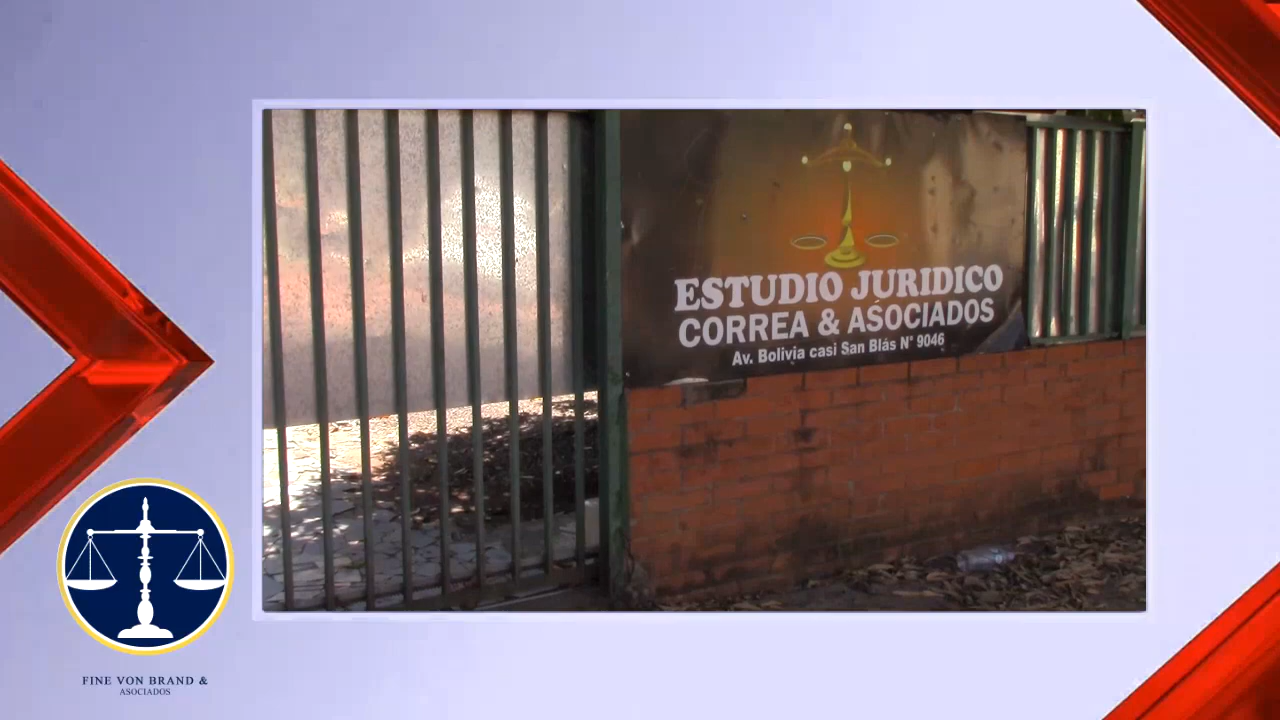 ESTUDIO JURIDICO
CORREA & ASOCIADOS
Av. Bolivia casi San Blás N° 9046
FINE VON BRAND &
ASOCIADOS